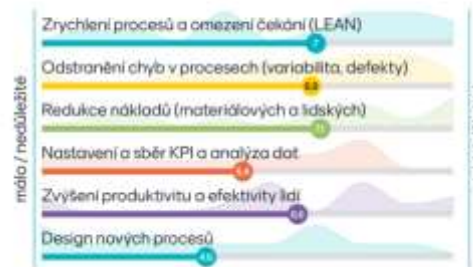 Zrychlení procesů a omezení čekání (LEAN)
7
Odstranění chyb v procesech (variabilita, defekty)
Redukce nákladů (materiálových a lidských)
Nastavení a sběr KPI a analýza dat
Zvýšení produktivitu a efektivity lidí
Design nových procesů
málo / nedůležité